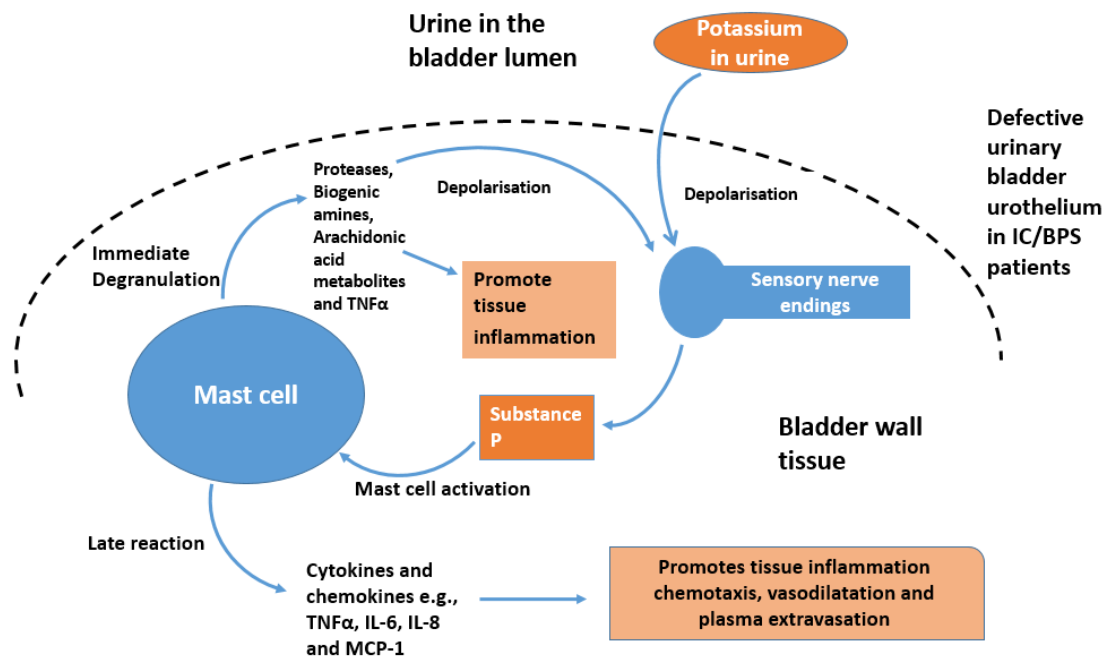 Urine in the
bladder lumen
Potassium
in urine
Defective
urinary
bladder
urothelium
in IC/BPS
patients
Proteases,
Biogenic
amines,
Arachidonic
acid
metabolites
and TNFα
Depolarisation
Depolarisation
Immediate
Degranulation
Promote
tissue
inflammation
Sensory nerve
endings
Mast cell
Substance
P
Bladder wall
tissue
Mast cell activation
Late reaction
Cytokines and
chemokines e.g.,
TNFα, IL-6, IL-8
and MCP-1
Promotes tissue inflammation
chemotaxis, vasodilatation and
plasma extravasation